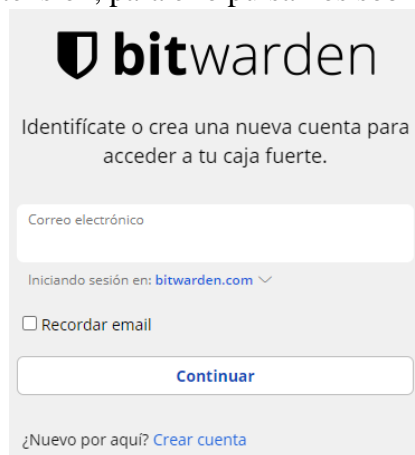 bitwarden
Identifícate o crea una nueva cuenta para
acceder a tu caja fuerte.
Correo electrónico
Iniciando sesión en: bitwarden.com
Recordar email
Continuar
¿Nuevo por aquí? Crear cuenta